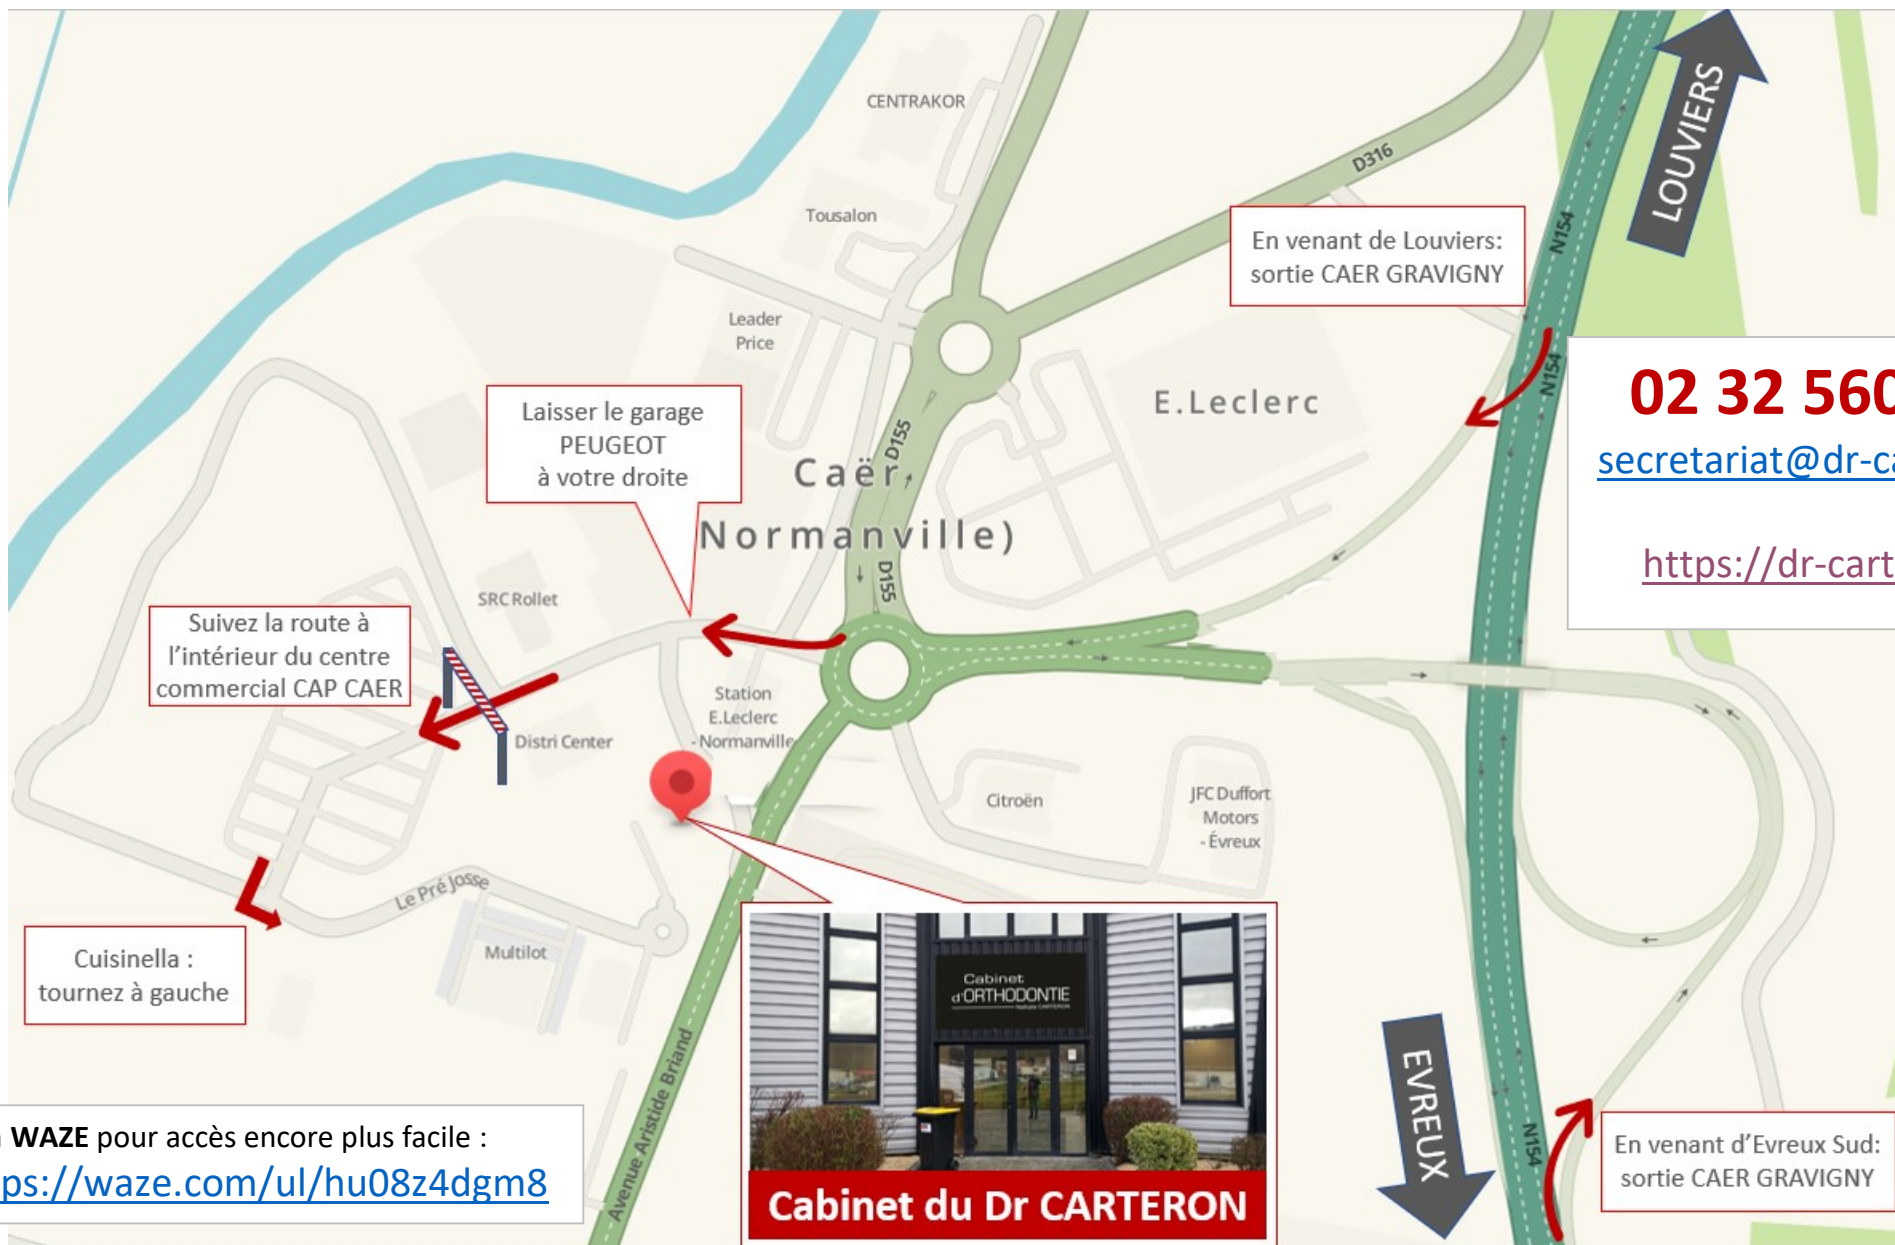 CENTRAKOR
Tousalon
Leader
Price
D316
N154
N154
LOUVIERS
En venant de Louviers:
sortie CAER GRAVIGNY
02 32 560
secretariat@dr-ca
https://dr-cart
E.Leclerc
Laisser le garage
PEUGEOT
à votre droite
D155
Caër
Normanville)
D155
SRC Rollet
Suivez la route à
l'intérieur du centre
commercial CAP CAER
Station
E.Leclerc
- Normanville
Distri Center
Citroën
JFC Duffort
Motors
- Évreux
Le Pré Josse
Multilot
Cuisinella :
tournez à gauche
Cabinet
d'ORTHODONTIE
Cabinet du Dr CARTERON
Avenue Aristide Briand
WAZE pour accès encore plus facile :
ps://waze.com/ul/hu08z4dgm8
EVREUX
N154
En venant d'Evreux Sud:
sortie CAER GRAVIGNY